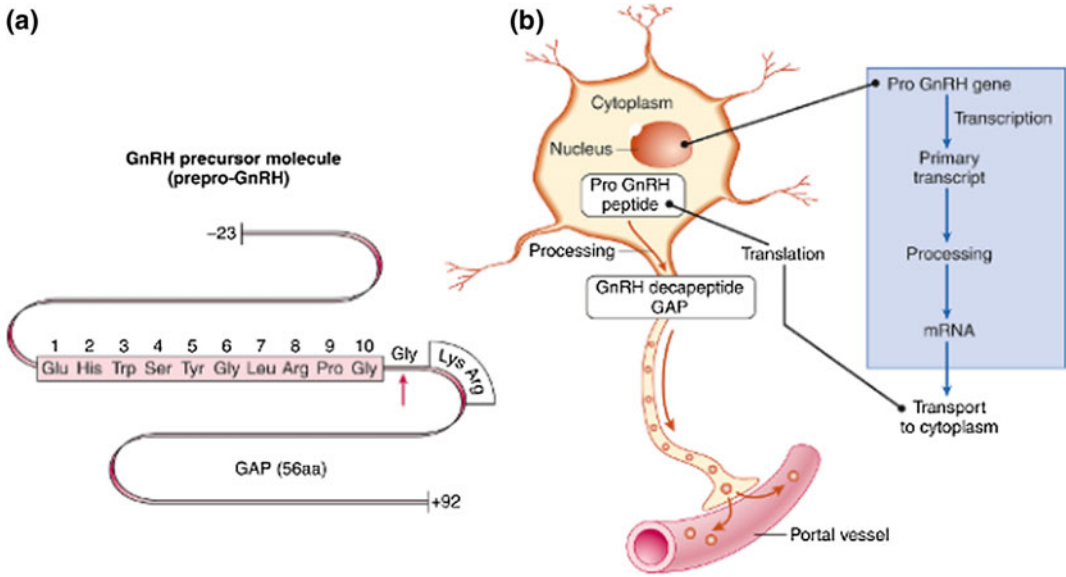 (a)
GnRH precursor molecule
(prepro-GnRH)
–23
1 2 3 4 5 6 7 8 9 10
Glu His Trp Ser Tyr Gly Leu Arg Pro Gly
Gly
Lys Arg
GAP (56aa)
+92
(b)
Cytoplasm
Nucleus
Pro GnRH
peptide
Processing
GnRH decapeptide
GAP
Translation
Portal vessel
Pro GnRH gene
Transcription
Primary
transcript
Processing
mRNA
Transport
to cytoplasm